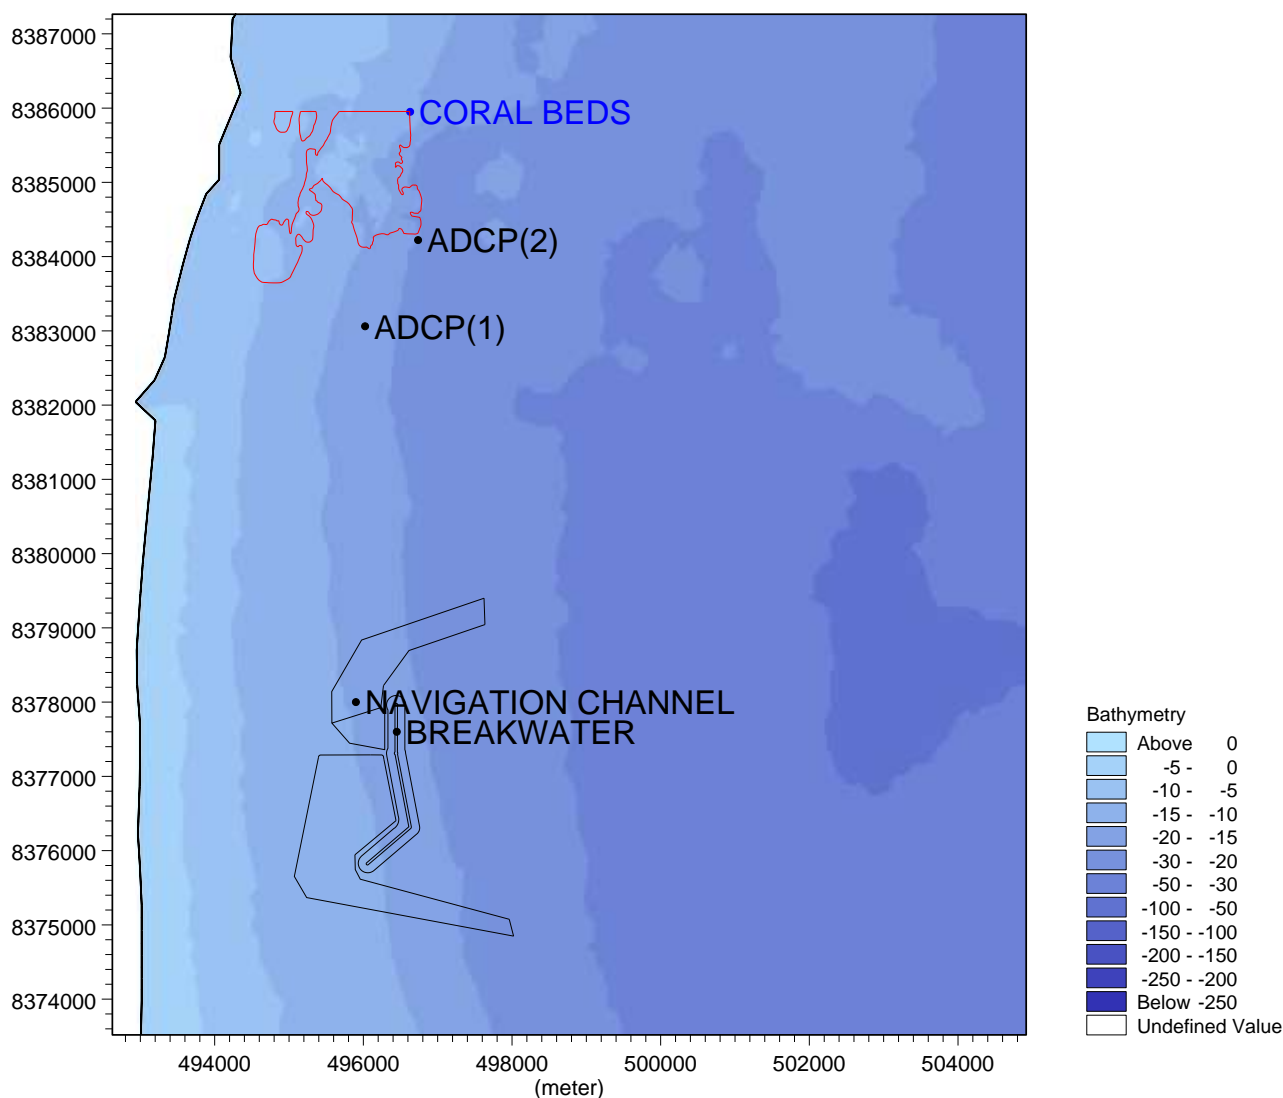 8387000
8386000
8385000
8384000
8383000
8382000
8381000
8380000
8379000
8378000
8377000
8376000
8375000
8374000
CORAL BEDS
ADCP(2)
ADCP(1)
NAVIGATION CHANNEL
BREAKWATER
494000 496000 498000 500000 502000 504000
(meter)
Bathymetry
Above 0
-5 - 0
-10 - -5
-15 - -10
-20 - -15
-30 - -20
-50 - -30
-100 - -50
-150 - -100
-200 - -150
-250 - -200
Below -250
Undefined Value